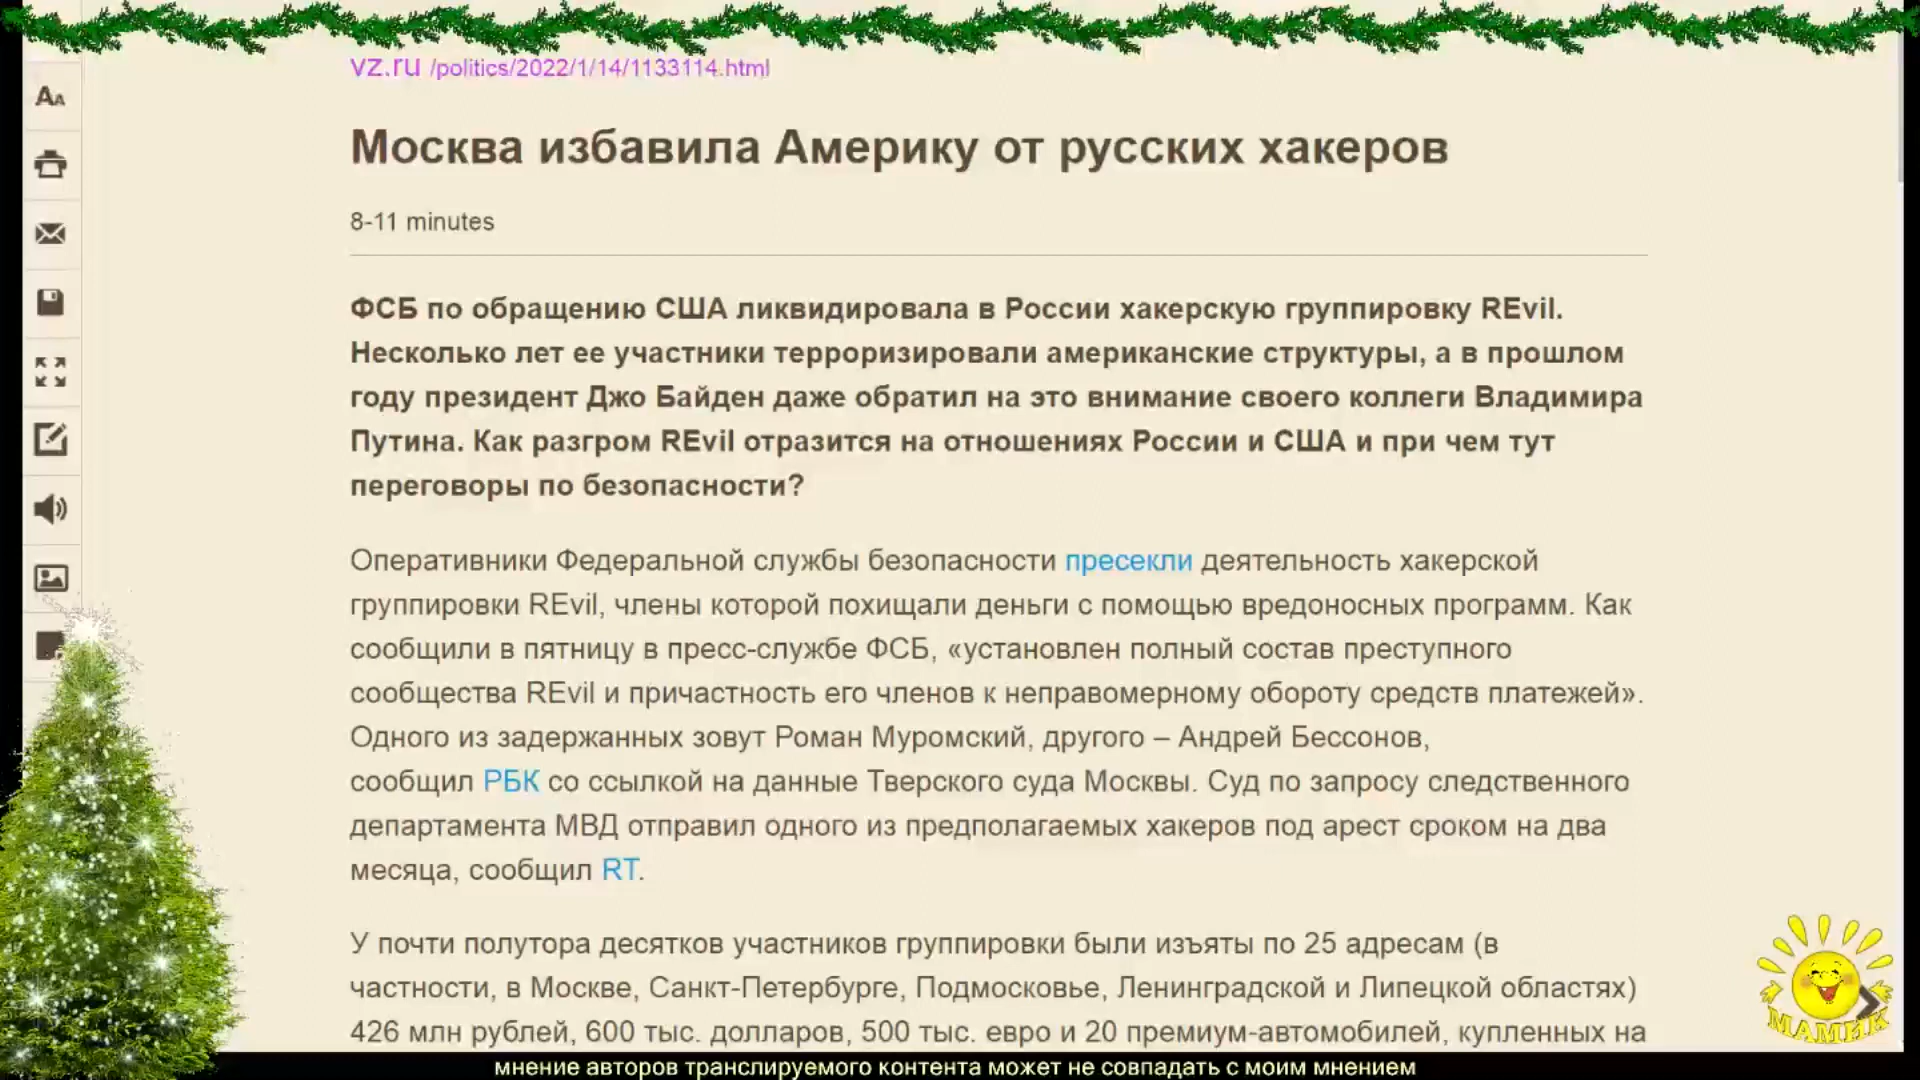 vz.ru /politics/2022/1/14/1133114.html
Москва избавила Америку от русских хакеров
8-11 minutes
ФСБ по обращению США ликвидировала в России хакерскую группировку REvil.
Несколько лет ее участники терроризировали американские структуры, а в прошлом
году президент Джо Байден даже обратил на это внимание своего коллеги Владимира
Путина. Как разгром REvil отразится на отношениях России и США и при чем тут
переговоры по безопасности?
Оперативники Федеральной службы безопасности пресекли деятельность хакерской
группировки REvil, члены которой похищали деньги с помощью вредоносных программ. Как
сообщили в пятницу в пресс-службе ФСБ, «установлен полный состав преступного
сообщества REvil и причастность его членов к неправомерному обороту средств платежей».
Одного из задержанных зовут Роман Муромский, другого – Андрей Бессонов,
сообщил РБК со ссылкой на данные Тверского суда Москвы. Суд по запросу следственного
департамента МВД отправил одного из предполагаемых хакеров под арест сроком на два
месяца, сообщил RT.
У почти полутора десятков участников группировки были изъяты по 25 адресам (в
частности, в Москве, Санкт-Петербурге, Подмосковье, Ленинградской и Липецкой областях)
426 млн рублей, 600 тыс. долларов, 500 тыс. евро и 20 премиум-автомобилей, купленных на
МАМИК
мнение авторов транслируемого контента может не совпадать с моим мнением